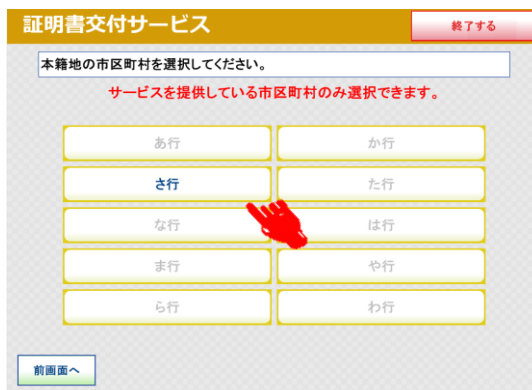 証明書交付サービス
終了する
本籍地の市区町村を選択してください。
サービスを提供している市区町村のみ選択できます。
あ行
か行
さ行
た行
な行
は行
ま行
や行
ら行
わ行
前画面へ